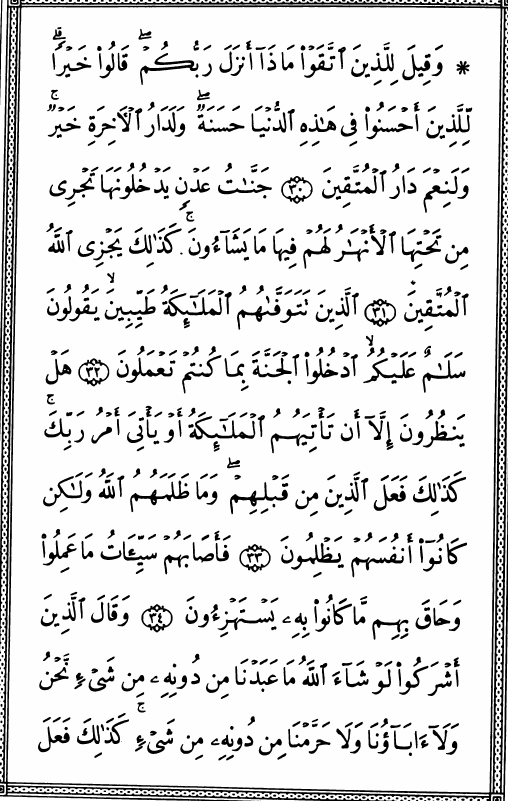 * وَقِيلَ لِلَّذِينَ ٱتَّقَوْا۟ مَاذَآ أَنزَلَ رَبُّكُمْ ۖ قَالُوا۟ خَيْرًا ۗ
لِّلَّذِينَ أَحْسَنُوا۟ فِى هَـٰذِهِ ٱلدُّنْيَا حَسَنَةٌ ۖ وَلَدَارُ ٱلْـَٔاخِرَةِ خَيْرٌ ۚ
وَلَنِعْمَ دَارُ ٱلْمُتَّقِينَ ﴿٣٠﴾ جَنَّـٰتُ عَدْنٍ يَدْخُلُونَهَا تَجْرِى
مِن تَحْتِهَا ٱلْأَنْهَـٰرُ ۖ لَهُمْ فِيهَا مَا يَشَآءُونَ ۚ كَذَٰلِكَ يَجْزِى ٱللَّهُ
ٱلْمُتَّقِينَ ﴿٣١﴾ ٱلَّذِينَ تَتَوَفَّىٰهُمُ ٱلْمَلَـٰٓئِكَةُ طَيِّبِينَ ۙ يَقُولُونَ
سَلَـٰمٌ عَلَيْكُمُ ۙ ٱدْخُلُوا۟ ٱلْجَنَّةَ بِمَا كُنتُمْ تَعْمَلُونَ ﴿٣٢﴾ هَلْ
يَنظُرُونَ إِلَّآ أَن تَأْتِيَهُمُ ٱلْمَلَـٰٓئِكَةُ أَوْ يَأْتِىَ أَمْرُ رَبِّكَ ۚ
كَذَٰلِكَ فَعَلَ ٱلَّذِينَ مِن قَبْلِهِمْ ۖ وَمَا ظَلَمَهُمُ ٱللَّهُ وَلَـٰكِن
كَانُوٓا۟ أَنفُسَهُمْ يَظْلِمُونَ ﴿٣٣﴾ فَأَصَابَهُمْ سَيِّـَٔاتُ مَا عَمِلُوا۟
وَحَاقَ بِهِم مَّا كَانُوا۟ بِهِۦ يَسْتَهْزِءُونَ ﴿٣٤﴾ وَقَالَ ٱلَّذِينَ
أَشْرَكُوا۟ لَوْ شَآءَ ٱللَّهُ مَا عَبَدْنَا مِن دُونِهِۦ مِن شَىْءٍ نَّحْنُ
وَلَآ ءَابَآؤُنَا وَلَا حَرَّمْنَا مِن دُونِهِۦ مِن شَىْءٍ ۚ كَذَٰلِكَ فَعَلَ